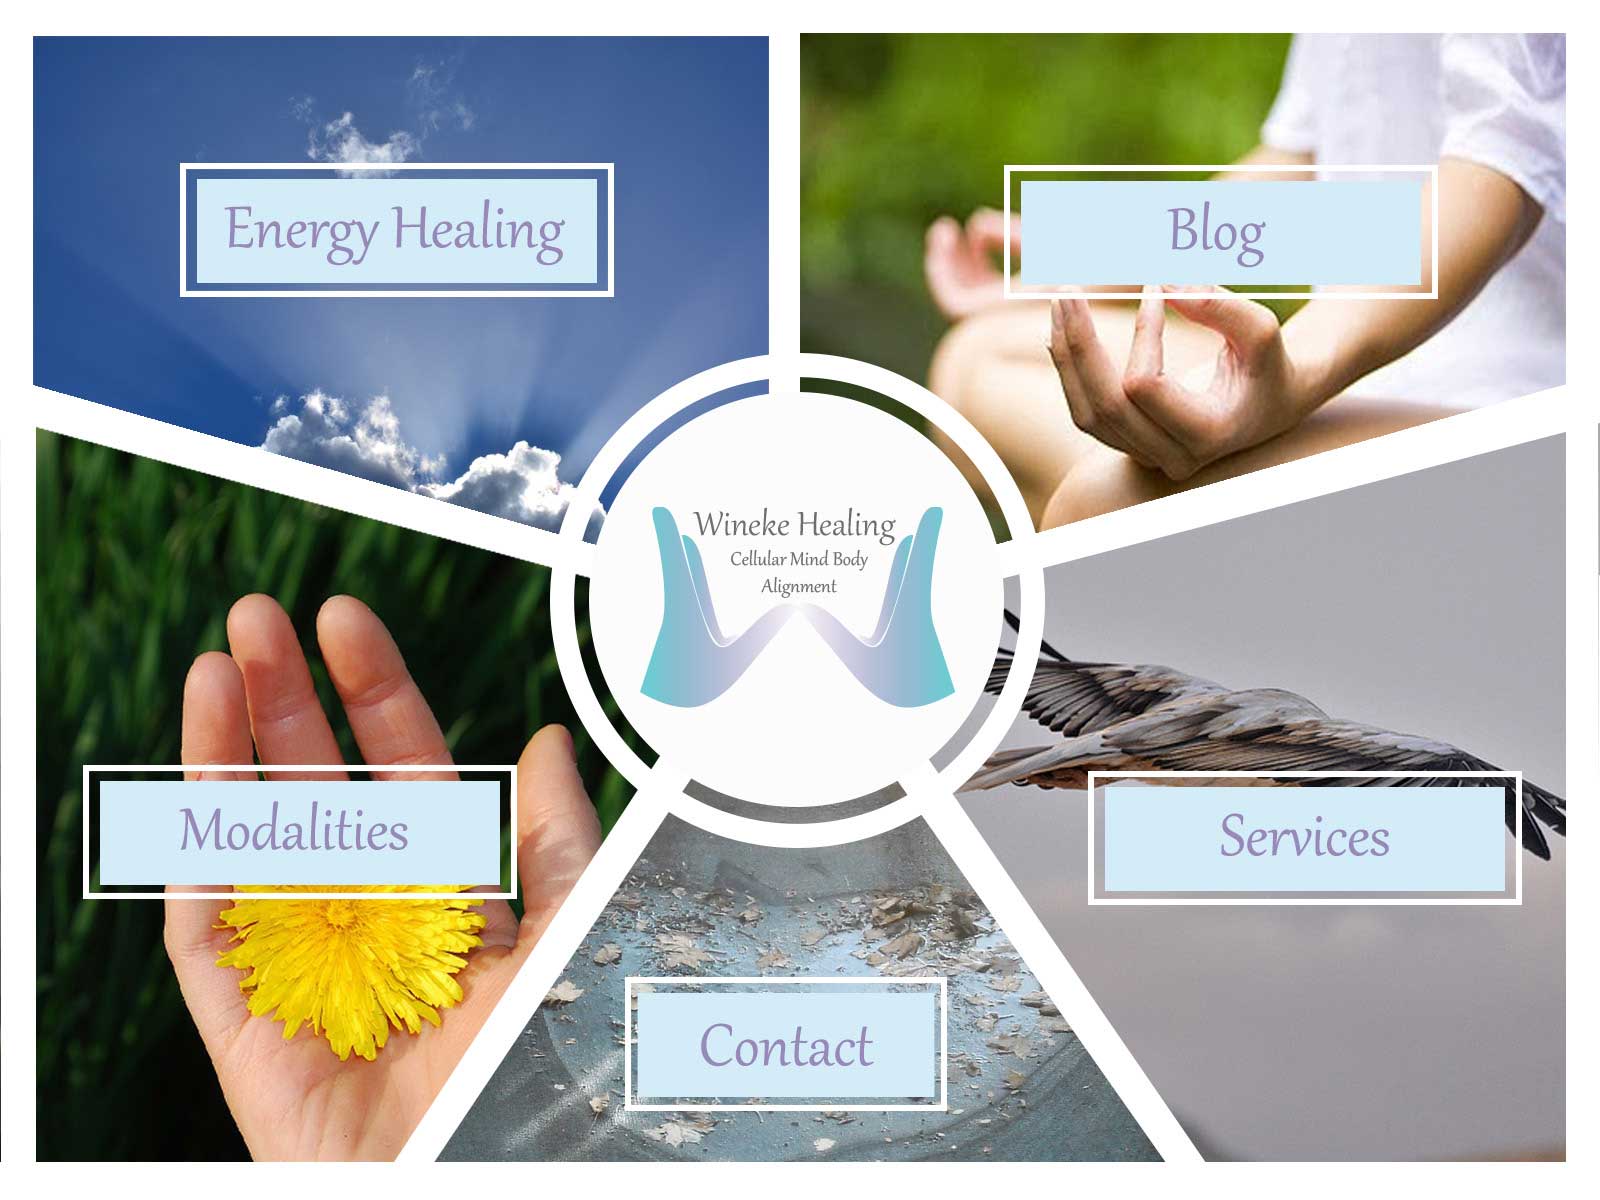 Energy Healing
Blog
Wineke Healing
Cellular Mind Body
Alignment
Modalities
Services
Contact